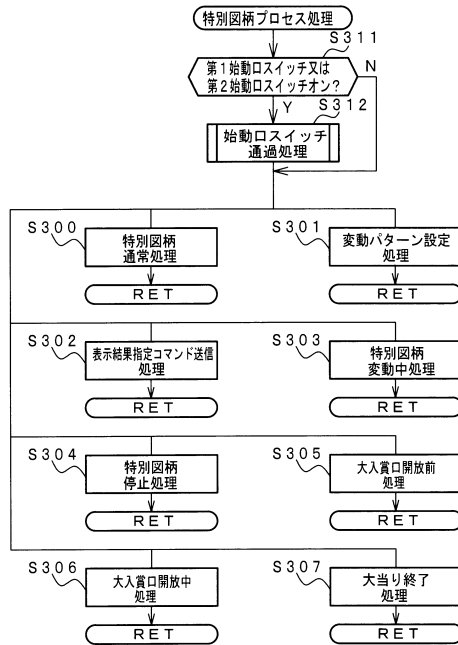 特別図柄プロセス処理
S311
第1始動口スイッチ又は
第2始動口スイッチオン?
N
Y
S312
始動口スイッチ
通過処理
S300
特別図柄
通常処理
RET
S301
変動パターン設定
処理
RET
S302
表示結果指定コマンド送信
処理
RET
S303
特別図柄
変動中処理
RET
S304
特別図柄
停止処理
RET
S305
大入賞口開放前
処理
RET
S306
大入賞口開放中
処理
RET
S307
大当り終了
処理
RET